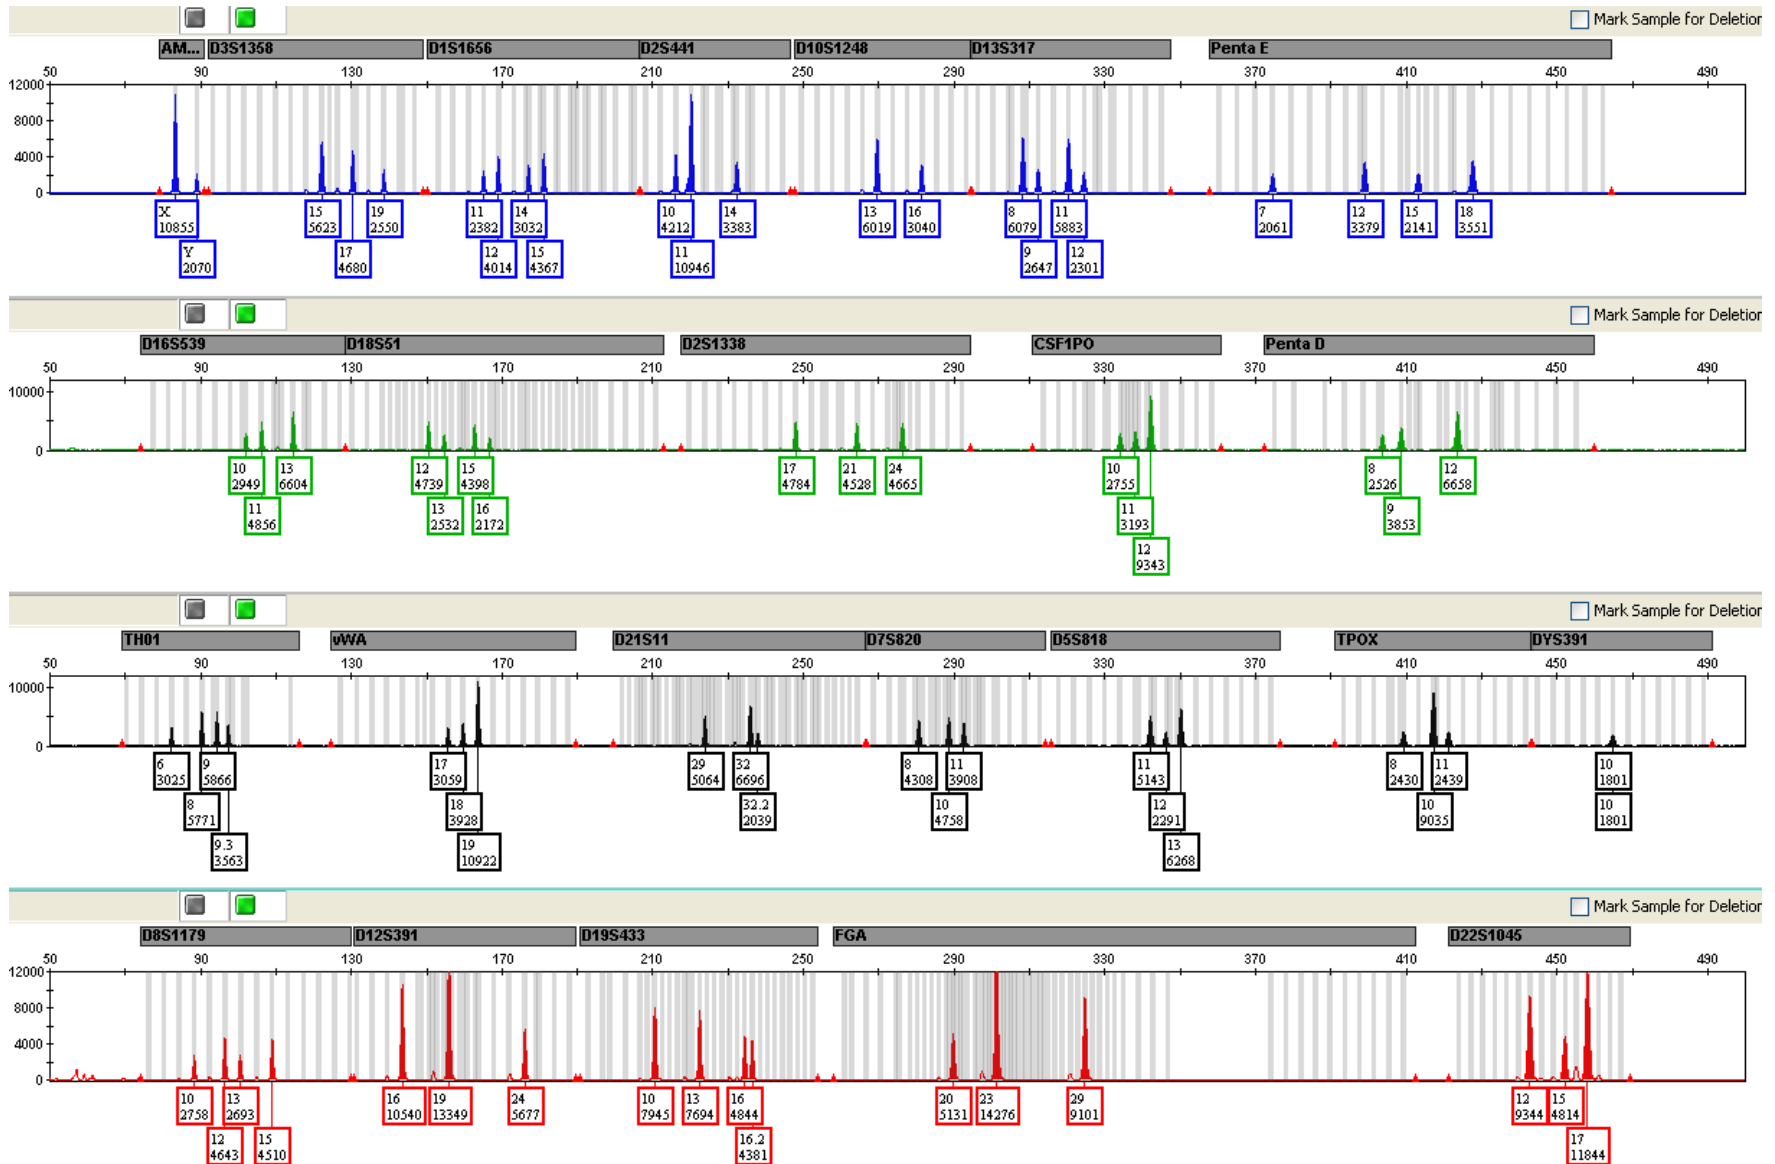 Mark Sample for Deletion
AM... D3S1358 D1S1656 D2S441 D10S1248 D13S317 Penta E
50 90 130 170 210 250 290 330 370 410 450 490
12000
8000
4000
0
X 15 19 11 14 10 14 13 16 8 11 7 12 15 18
10855 5623 2550 2382 3032 4212 3383 6019 3040 6079 5883 2061 3379 2141 3551
Y 17 12 15 11 9 12
2070 4680 4014 4367 10946 2647 2301
Mark Sample for Deletion
D16S539 D18S51 D2S1338 CSF1PO Penta D
50 90 130 170 210 250 290 330 370 410 450 490
10000
0
10 13 12 15 17 21 24 10 8 12
2949 6604 4739 4398 4784 4528 4665 2755 2526 6658
11 13 16 11 9
4856 2532 2172 3193 3853
12
9343
Mark Sample for Deletion
TH01 vWA D21S11 D7S820 D5S818 TPOX DYS391
50 90 130 170 210 250 290 330 370 410 450 490
10000
0
6 9 17 29 32 8 11 11 8 11 10
3025 5866 3059 5064 6696 4308 3908 5143 2430 2439 1801
8 18 32.2 10 12 10 10
5771 3928 2039 4758 2291 9035 1801
9.3 19 13
3563 10922 6268
Mark Sample for Deletion
D8S1179 D12S391 D19S433 FGA D22S1045
50 90 130 170 210 250 290 330 370 410 450 490
12000
8000
4000
0
10 13 16 19 24 10 13 16 20 23 29 12 15
2758 2693 10540 13349 5677 7945 7694 4844 5131 14276 9101 9344 4814
12 15 16.2 17
4643 4510 4381 11844